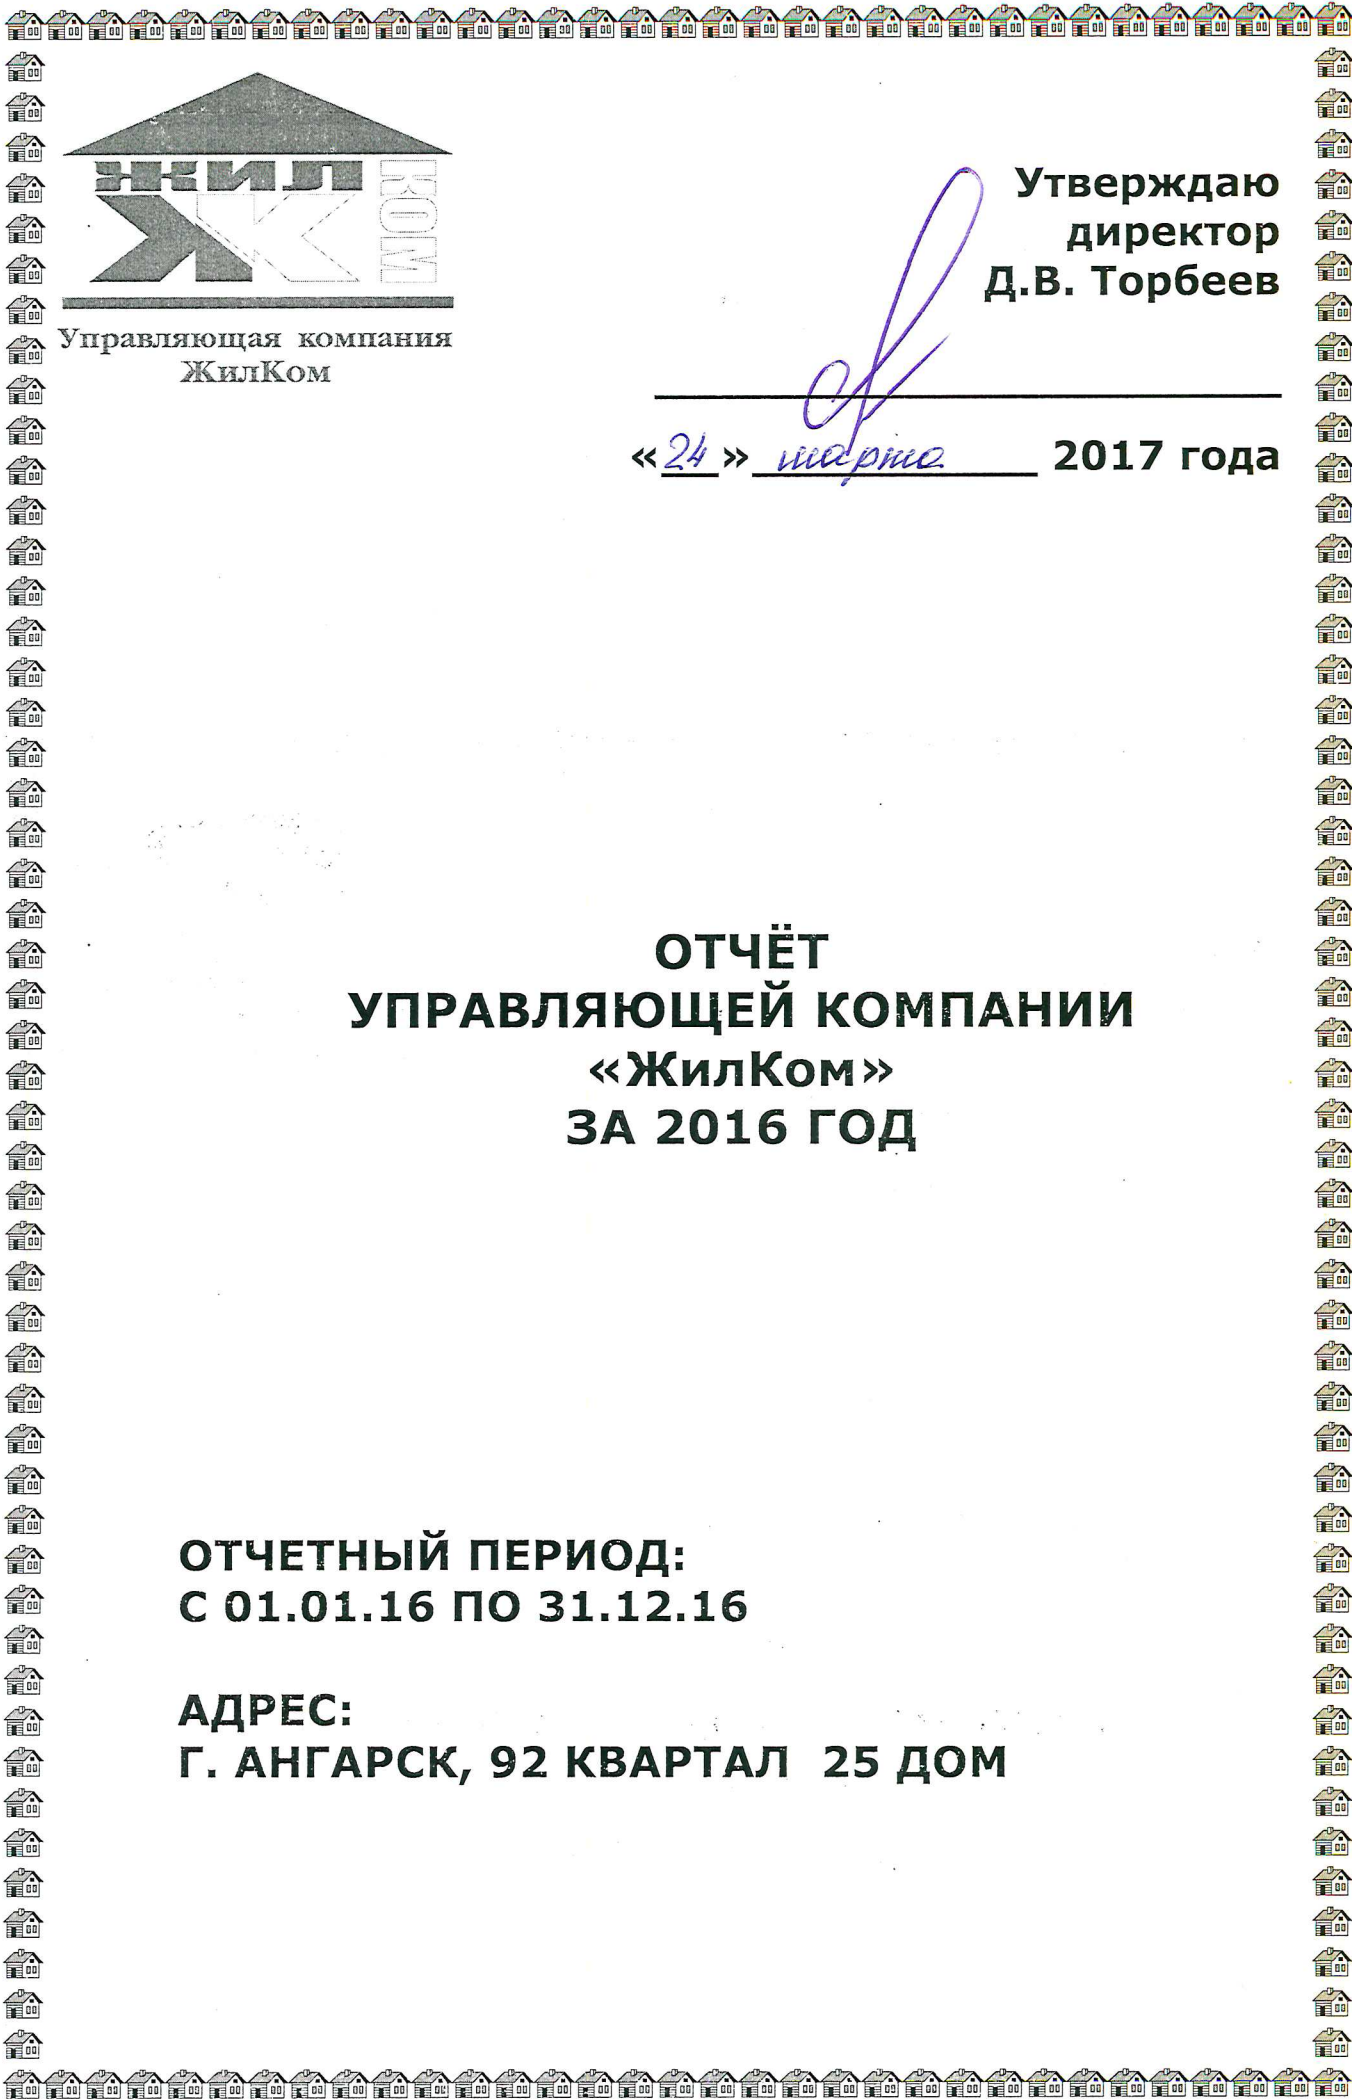 ЖИЛ
КОМ
ЖК
Управляющая компания
ЖилКом
Утверждаю
директор
Д.В. Торбеев
«24» марта 2017 года
ОТЧЁТ
УПРАВЛЯЮЩЕЙ КОМПАНИИ
«ЖилКом»
ЗА 2016 ГОД
ОТЧЕТНЫЙ ПЕРИОД:
С 01.01.16 ПО 31.12.16
АДРЕС:
Г. АНГАРСК, 92 КВАРТАЛ 25 ДОМ